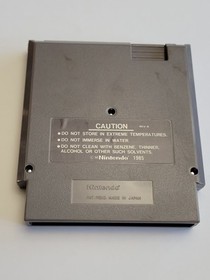 CAUTION
• DO NOT STORE IN EXTREME TEMPERATURES.
• DO NOT IMMERSE IN WATER.
• DO NOT CLEAN WITH BENZENE, THINNER,
ALCOHOL OR OTHER SUCH SOLVENTS.
© Nintendo 1985
Nintendo
MADE IN JAPAN